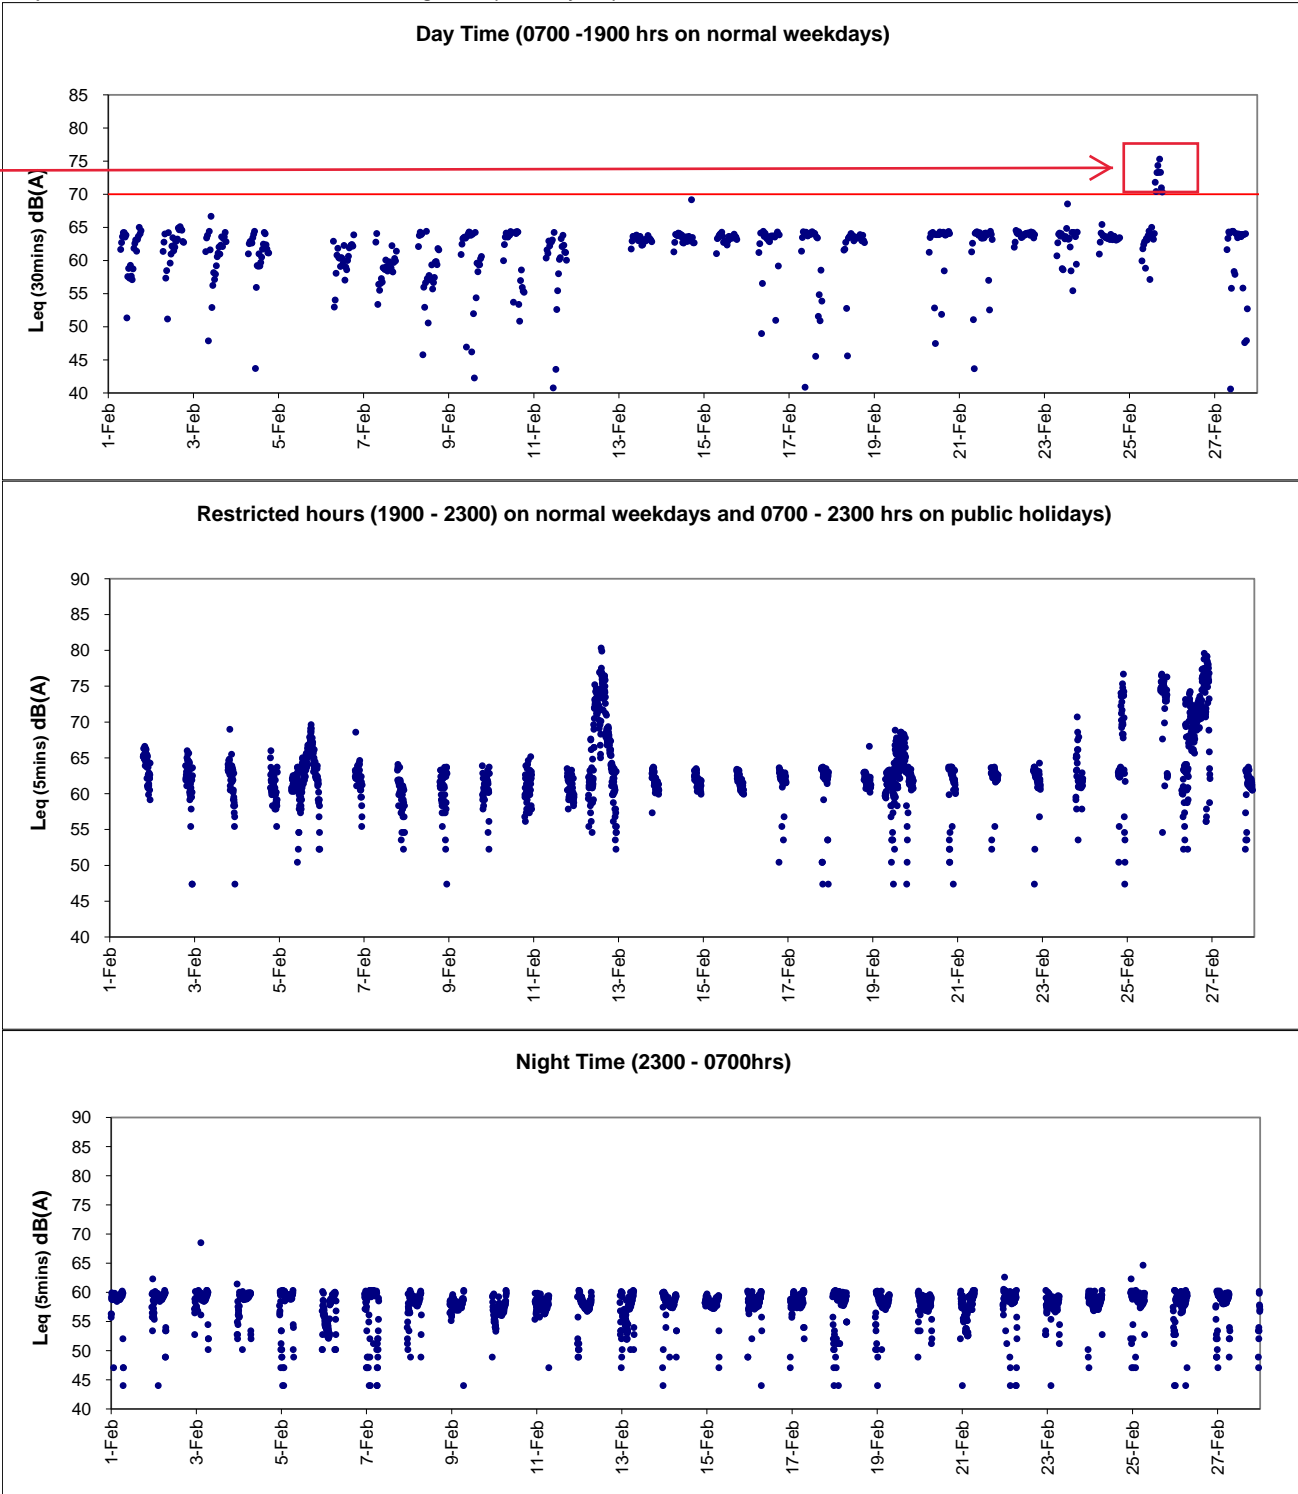 Day Time (0700 -1900 hrs on normal weekdays)
85
80
75
70
65
60
55
50
45
40
Leq (30mins) dB(A)
1-Feb
3-Feb
5-Feb
7-Feb
9-Feb
11-Feb
13-Feb
15-Feb
17-Feb
19-Feb
21-Feb
23-Feb
25-Feb
27-Feb
Restricted hours (1900 - 2300) on normal weekdays and 0700 - 2300 hrs on public holidays)
90
85
80
75
70
65
60
55
50
45
40
Leq (5mins) dB(A)
1-Feb
3-Feb
5-Feb
7-Feb
9-Feb
11-Feb
13-Feb
15-Feb
17-Feb
19-Feb
21-Feb
23-Feb
25-Feb
27-Feb
Night Time (2300 - 0700hrs)
90
85
80
75
70
65
60
55
50
45
40
Leq (5mins) dB(A)
1-Feb
3-Feb
5-Feb
7-Feb
9-Feb
11-Feb
13-Feb
15-Feb
17-Feb
19-Feb
21-Feb
23-Feb
25-Feb
27-Feb